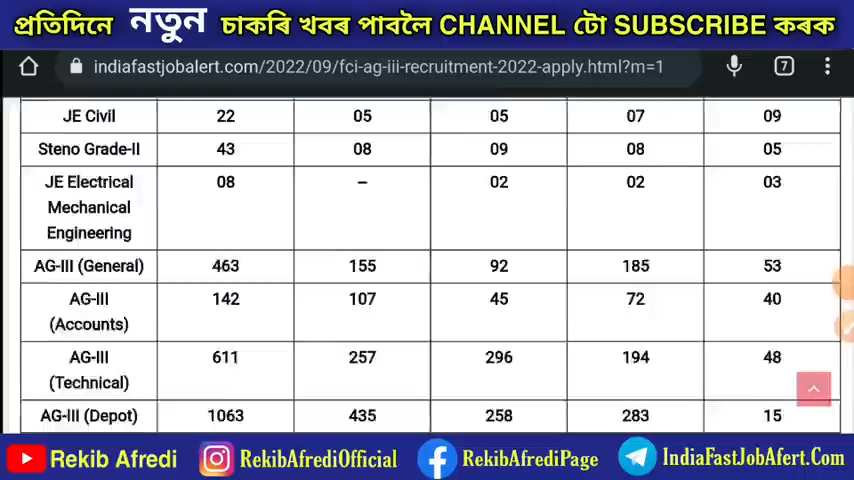 প্ৰতিদিনে নতুন চাকৰি খবৰ পাবলৈ CHANNEL টো SUBSCRIBE কৰক
indiafastjobalert.com/2022/09/fci-ag-iii-recruitment-2022-apply.html?m=1 7
JE Civil 22 05 05 07 09
Steno Grade-II 43 08 09 08 05
JE Electrical 08 – 02 02 03
Mechanical
Engineering
AG-III (General) 463 155 92 185 53
AG-III 142 107 45 72 40
(Accounts)
AG-III 611 257 296 194 48
(Technical)
AG-III (Depot) 1063 435 258 283 15
Rekib Afredi RekibAfrediOfficial RekibAfrediPage IndiaFastJobAfert.Com